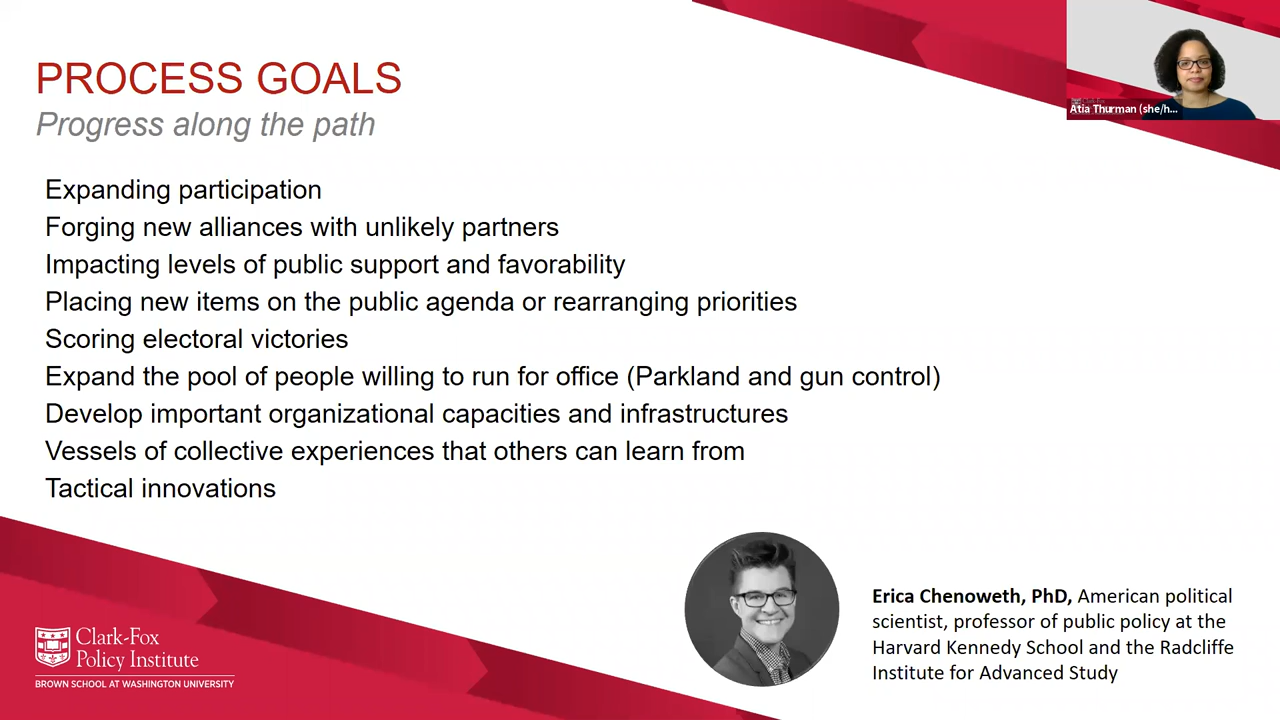 PROCESS GOALS
Progress along the path
Atia Thurman (she/h...
Expanding participation
Forging new alliances with unlikely partners
Impacting levels of public support and favorability
Placing new items on the public agenda or rearranging priorities
Scoring electoral victories
Expand the pool of people willing to run for office (Parkland and gun control)
Develop important organizational capacities and infrastructures
Vessels of collective experiences that others can learn from
Tactical innovations
Erica Chenoweth, PhD, American political
scientist, professor of public policy at the
Harvard Kennedy School and the Radcliffe
Institute for Advanced Study
Clark-Fox
Policy Institute
BROWN SCHOOL AT WASHINGTON UNIVERSITY